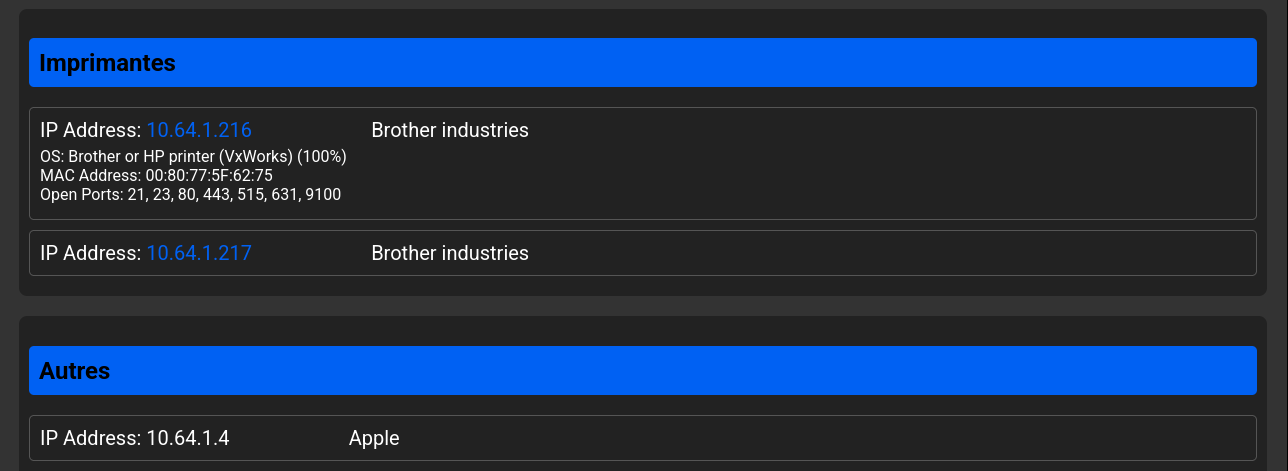 Imprimantes
IP Address: 10.64.1.216 Brother industries
OS: Brother or HP printer (VxWorks) (100%)
MAC Address: 00:80:77:5F:62:75
Open Ports: 21, 23, 80, 443, 515, 631, 9100
IP Address: 10.64.1.217 Brother industries
Autres
IP Address: 10.64.1.4 Apple